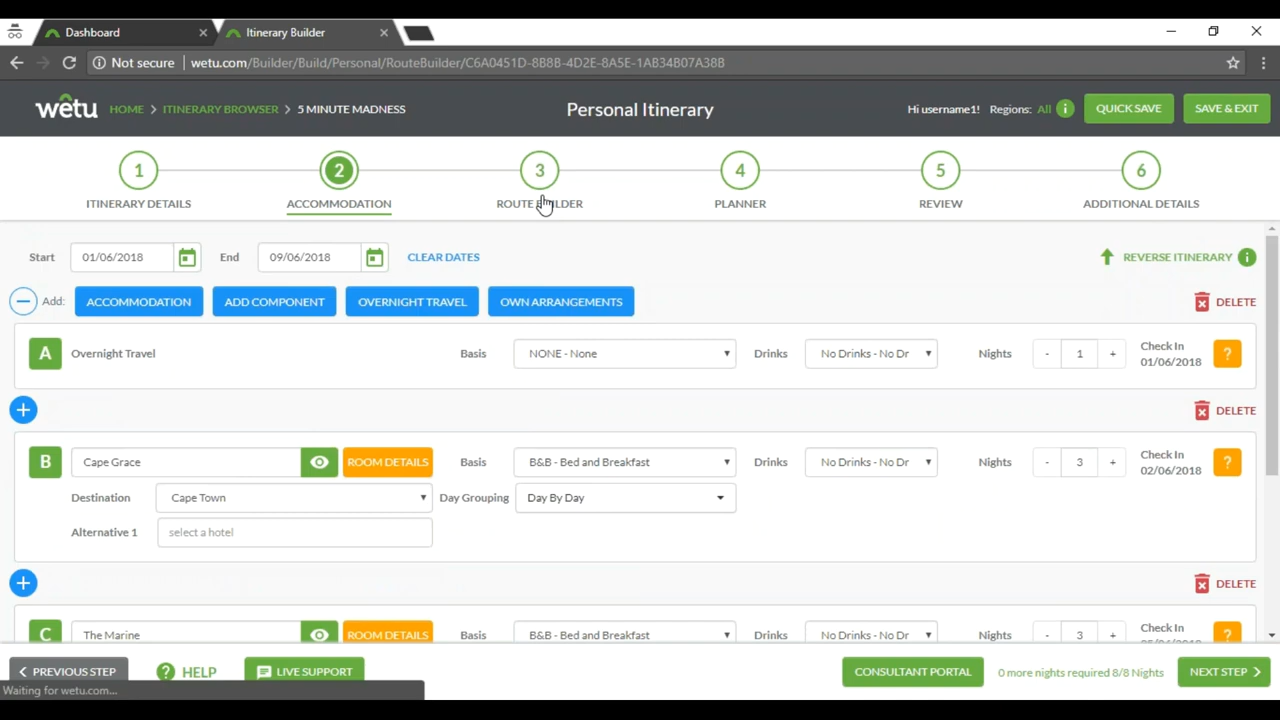 Dashboard
Itinerary Builder
Not secure wetu.com/Builder/Build/Personal/RouteBuilder/C6A0451D-8B8B-4D2E-8A5E-1AB34B07A38B
wetu HOME > ITINERARY BROWSER > 5 MINUTE MADNESS Personal Itinerary Hi username1! Regions: All i QUICK SAVE SAVE & EXIT
1 2 3 4 5 6
ITINERARY DETAILS ACCOMMODATION ROUTE BUILDER PLANNER REVIEW ADDITIONAL DETAILS
Start 01/06/2018 End 09/06/2018 CLEAR DATES REVERSE ITINERARY i
Add: ACCOMMODATION ADD COMPONENT OVERNIGHT TRAVEL OWN ARRANGEMENTS DELETE
A Overnight Travel Basis NONE - None Drinks No Drinks - No Dr Nights - 1 + Check In 01/06/2018 ?
+ DELETE
B Cape Grace ROOM DETAILS Basis B&B - Bed and Breakfast Drinks No Drinks - No Dr Nights - 3 + Check In 02/06/2018 ?
Destination Cape Town Day Grouping Day By Day
Alternative 1 select a hotel
+ DELETE
C The Marine ROOM DETAILS Basis B&B - Bed and Breakfast Drinks No Drinks - No Dr Nights - 3 + Check In ?
< PREVIOUS STEP ? HELP LIVE SUPPORT CONSULTANT PORTAL 0 more nights required 8/8 Nights NEXT STEP >
Waiting for wetu.com...